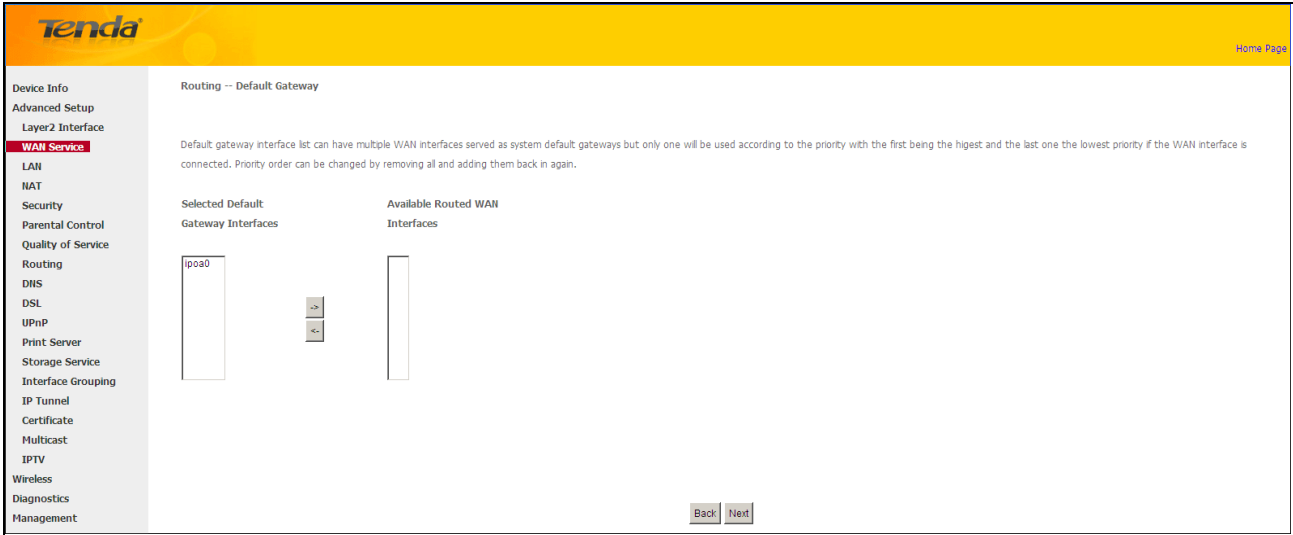 Tenda
Home Page
Device Info
Advanced Setup
Layer2 Interface
WAN Service
LAN
NAT
Security
Parental Control
Quality of Service
Routing
DNS
DSL
UPnP
Print Server
Storage Service
Interface Grouping
IP Tunnel
Certificate
Multicast
IPTV
Wireless
Diagnostics
Management
Routing -- Default Gateway
Default gateway interface list can have multiple WAN interfaces served as system default gateways but only one will be used according to the priority with the first being the higest and the last one the lowest priority if the WAN interface is
connected. Priority order can be changed by removing all and adding them back in again.
Selected Default
Gateway Interfaces
Available Routed WAN
Interfaces
ipoa0
->
<-
Back Next